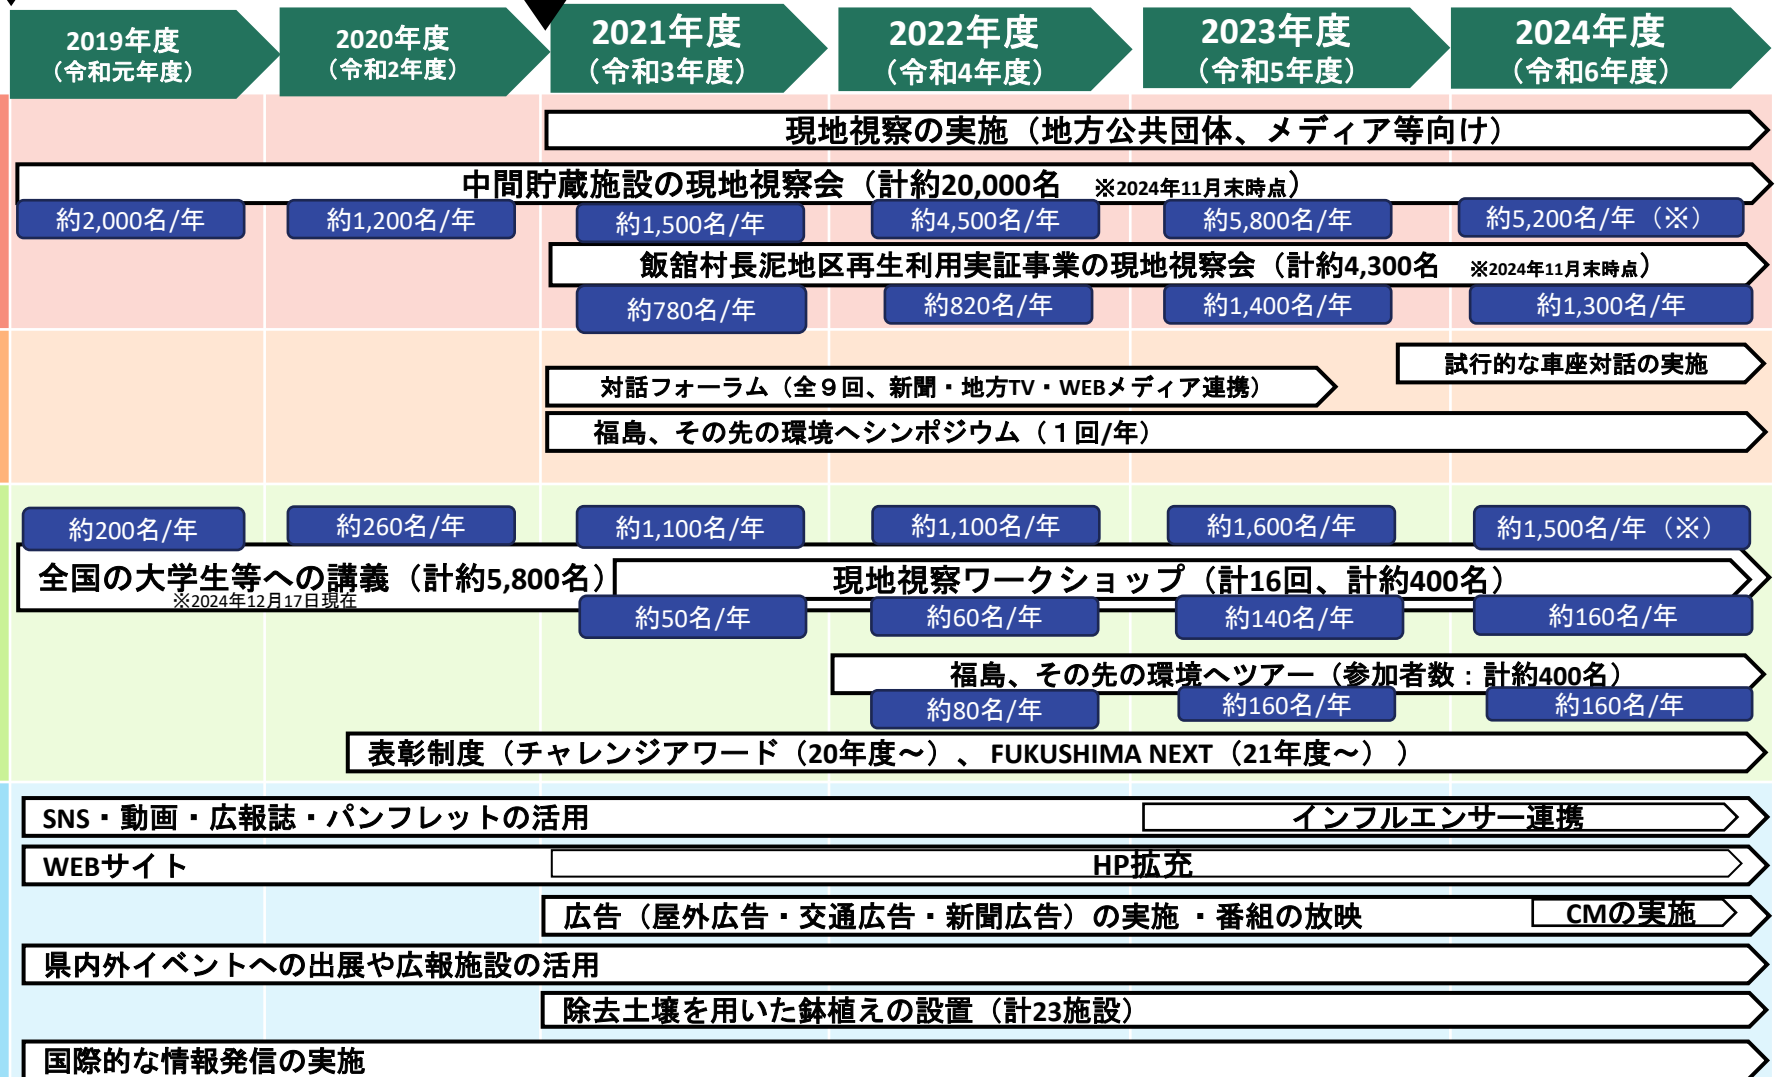 2019年度
（令和元年度）
2020年度
（令和2年度）
2021年度
（令和3年度）
2022年度
（令和4年度）
2023年度
（令和5年度）
2024年度
（令和6年度）
現地視察の実施（地方公共団体、メディア等向け）
中間貯蔵施設の現地視察会（計約20,000名　※2024年11月末時点）
約2,000名/年
約1,200名/年
約1,500名/年
約4,500名/年
約5,800名/年
約5,200名/年（※）
飯舘村長泥地区再生利用実証事業の現地視察会（計約4,300名　※2024年11月末時点）
約780名/年
約820名/年
約1,400名/年
約1,300名/年
試行的な車座対話の実施
対話フォーラム（全９回、新聞・地方TV・WEBメディア連携）
福島、その先の環境へシンポジウム（１回/年）
約200名/年
約260名/年
約1,100名/年
約1,100名/年
約1,600名/年
約1,500名/年（※）
全国の大学生等への講義（計約5,800名）
※2024年12月17日現在
現地視察ワークショップ（計16回、計約400名）
約50名/年
約60名/年
約140名/年
約160名/年
福島、その先の環境へツアー（参加者数：計約400名）
約80名/年
約160名/年
約160名/年
表彰制度（チャレンジアワード（20年度～）、FUKUSHIMA NEXT（21年度～））
SNS・動画・広報誌・パンフレットの活用
インフルエンサー連携
WEBサイト
HP拡充
広告（屋外広告・交通広告・新聞広告）の実施・番組の放映
CMの実施
県内外イベントへの出展や広報施設の活用
除去土壌を用いた鉢植えの設置（計23施設）
国際的な情報発信の実施